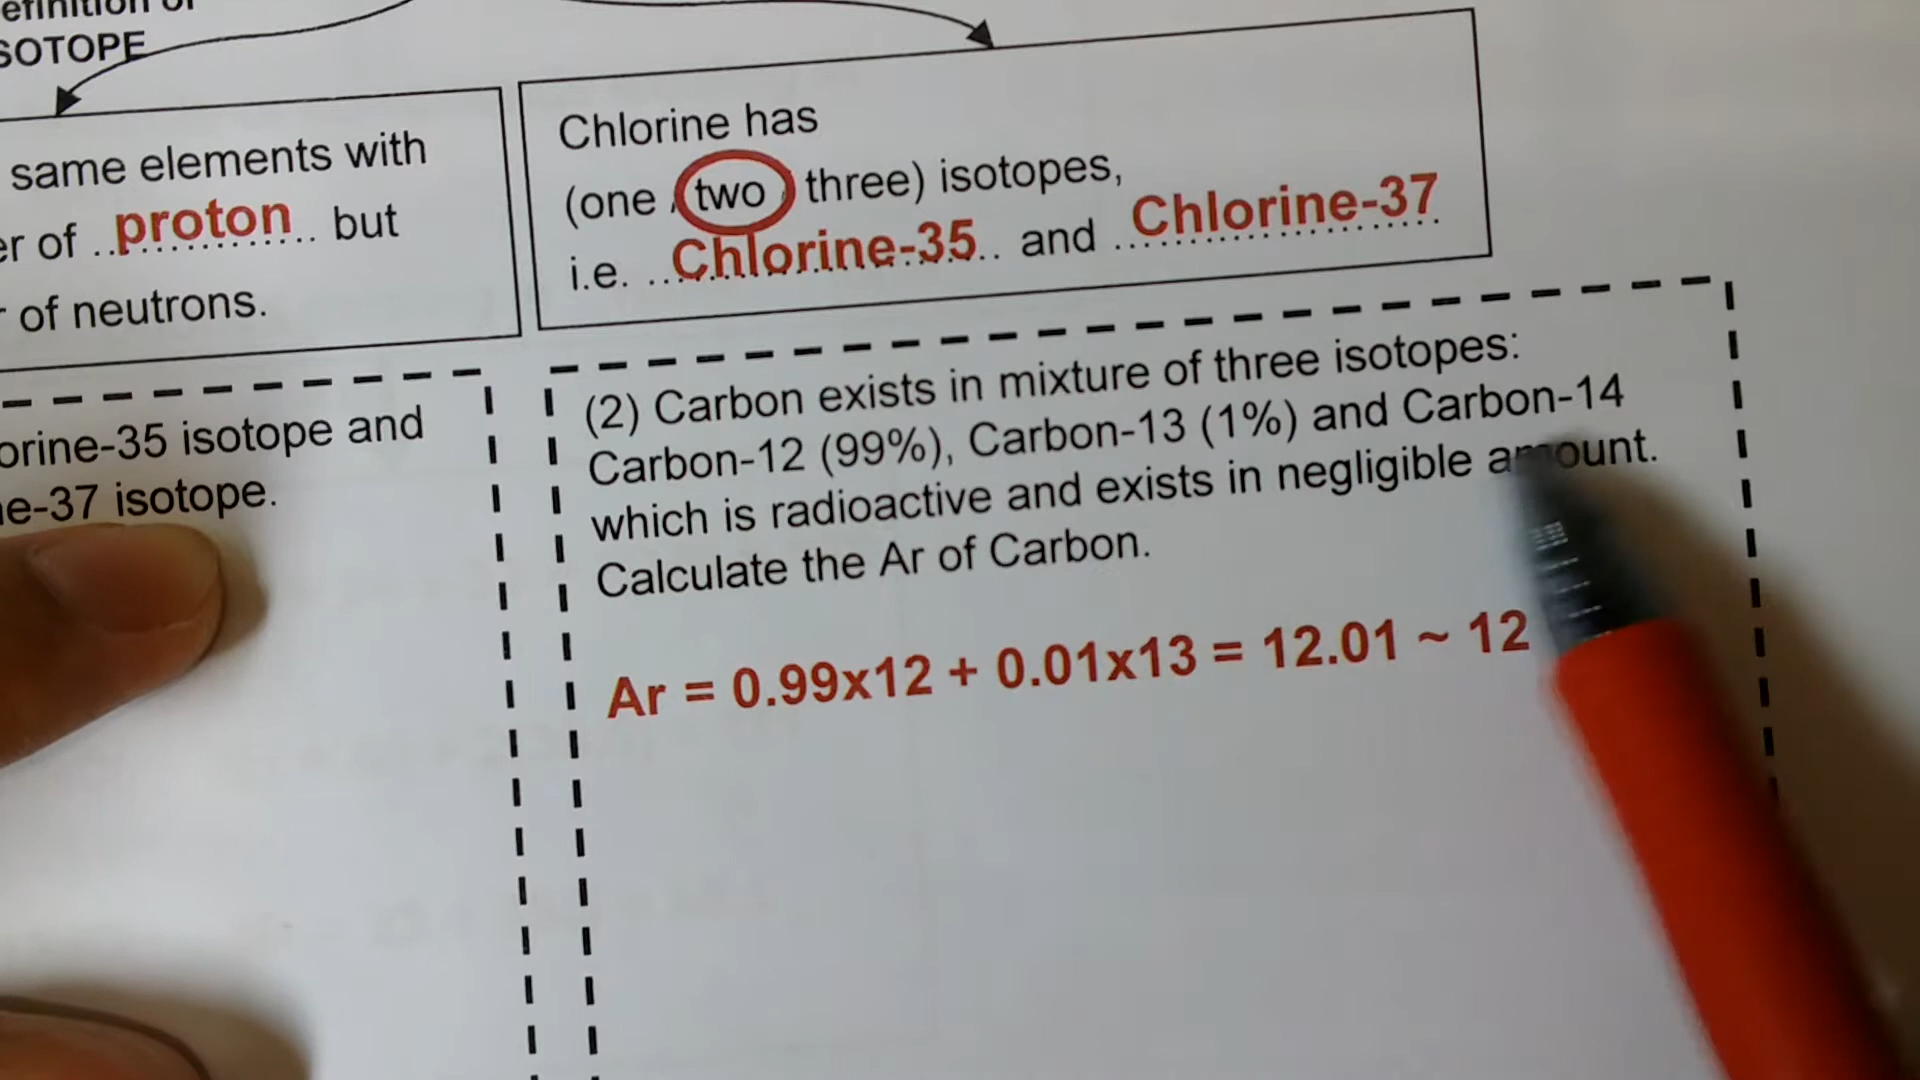 SOTOPE
same elements with
of proton but
of neutrons.
Chlorine has
(one, two, three) isotopes,
i.e. Chlorine-35 and Chlorine-37
orine-35 isotope and
e-37 isotope.
(2) Carbon exists in mixture of three isotopes:
Carbon-12 (99%), Carbon-13 (1%) and Carbon-14
which is radioactive and exists in negligible amount.
Calculate the Ar of Carbon.
Ar = 0.99x12 + 0.01x13 = 12.01 ~ 12